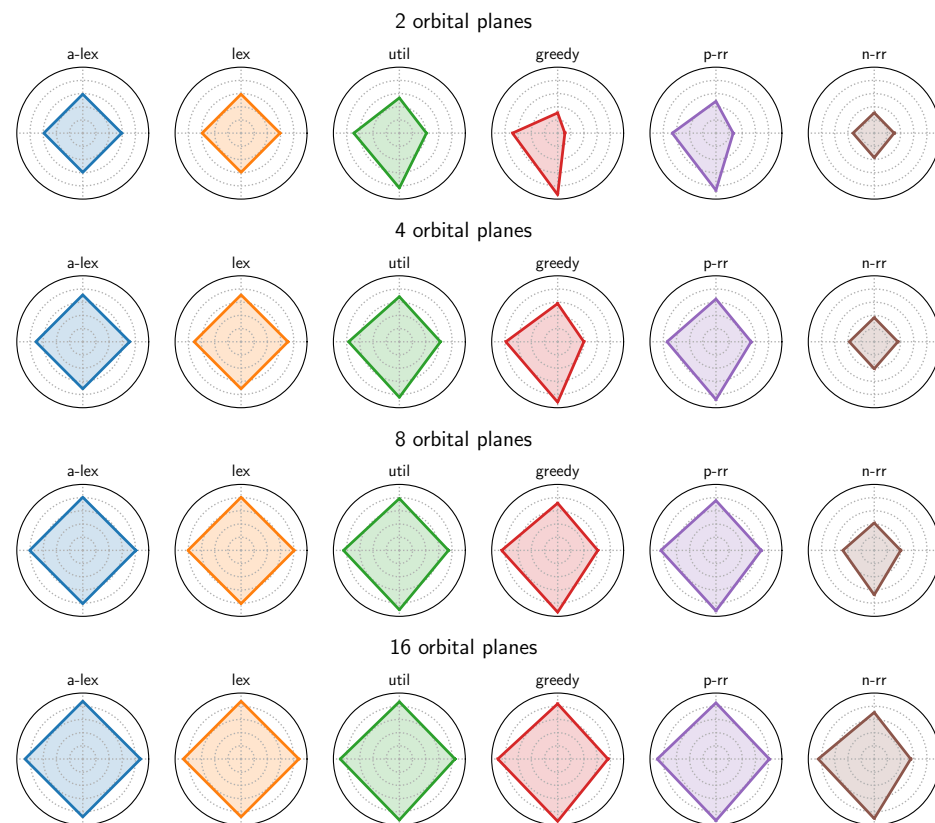 2 orbital planes
a-lex lex util greedy p-rr n-rr
4 orbital planes
a-lex lex util greedy p-rr n-rr
8 orbital planes
a-lex lex util greedy p-rr n-rr
16 orbital planes
a-lex lex util greedy p-rr n-rr